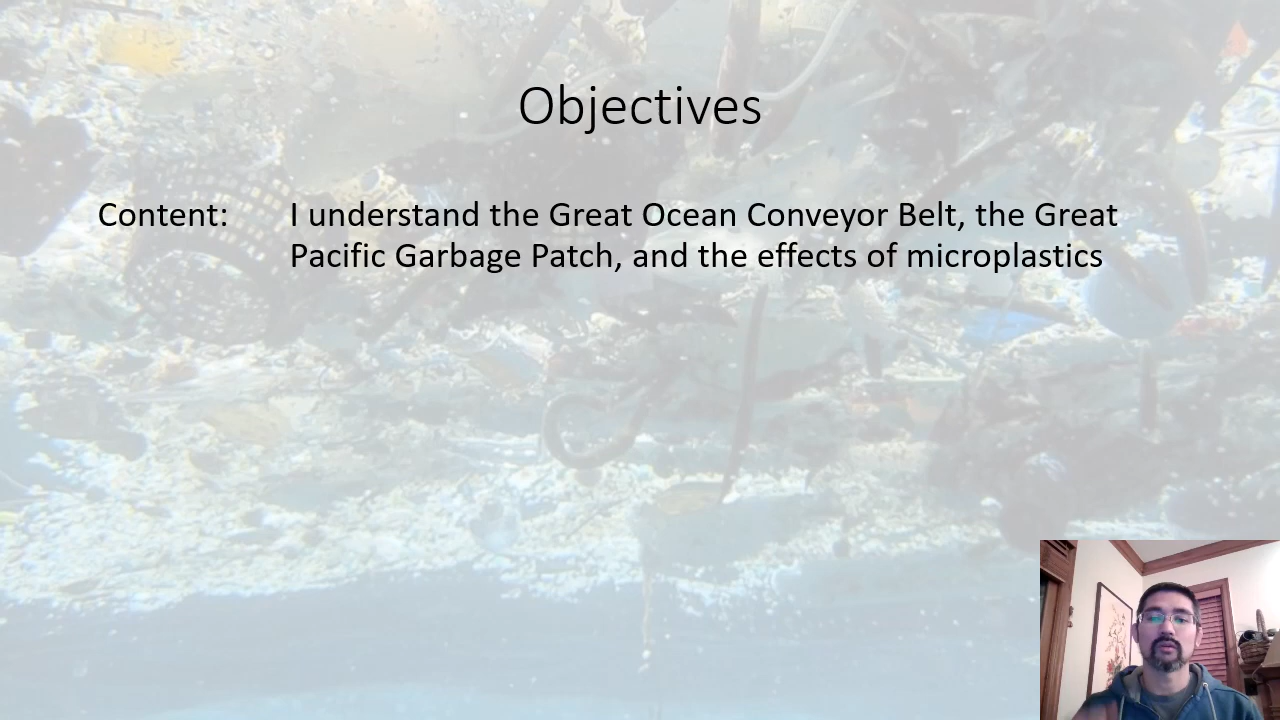 Objectives
Content: I understand the Great Ocean Conveyor Belt, the Great
Pacific Garbage Patch, and the effects of microplastics